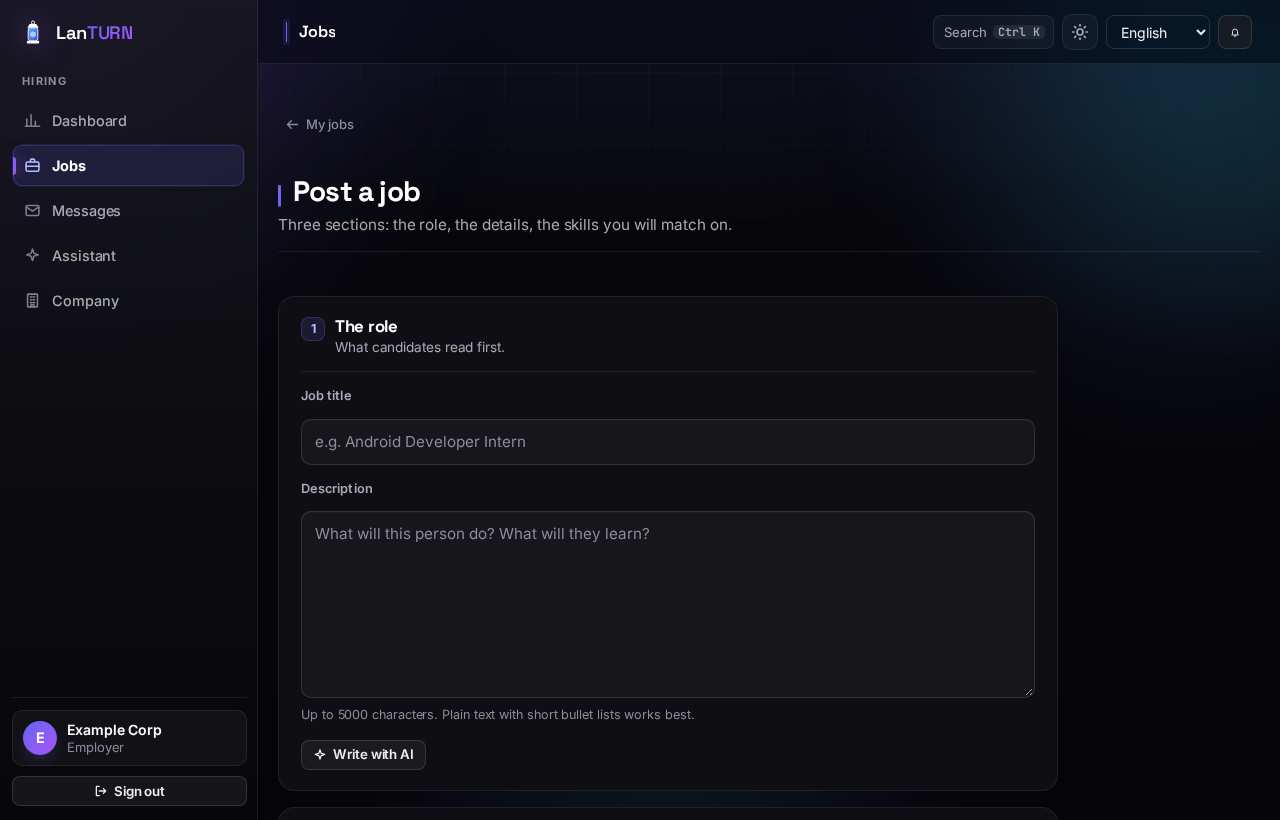 LanTURN
HIRING
Dashboard
Jobs
Messages
Assistant
Company
Example Corp
E
Employer
Sign out
Jobs
Search Ctrl K
English
My jobs
Post a job
Three sections: the role, the details, the skills you will match on.
1
The role
What candidates read first.
Job title
e.g. Android Developer Intern
Description
What will this person do? What will they learn?
Up to 5000 characters. Plain text with short bullet lists works best.
Write with AI